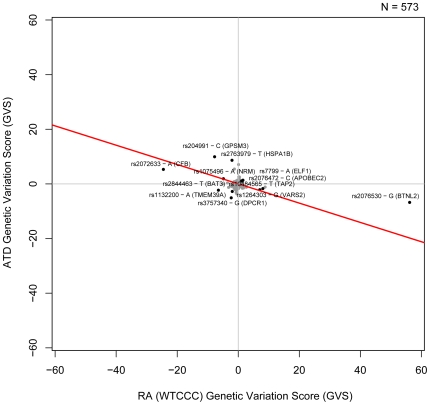 N = 573
ATD Genetic Variation Score (GVS)
60
40
20
0
−20
−40
−60
rs204991 − C (GPSM3)
rs2763979 − T (HSPA1B)
rs2072633 − A (CFB)
rs1075496 − A (NRM)
rs7799 − A (ELF1)
rs2076472 − C (APOBEC2)
rs2844463 − T (BAT3)
− T (TAP2)
rs1132200 − A (TMEM39A)
rs1264303 − G (VARS2)
rs2076530 − G (BTNL2)
rs3757340 − G (DPCR1)
−60 −40 −20 0 20 40 60
RA (WTCCC) Genetic Variation Score (GVS)